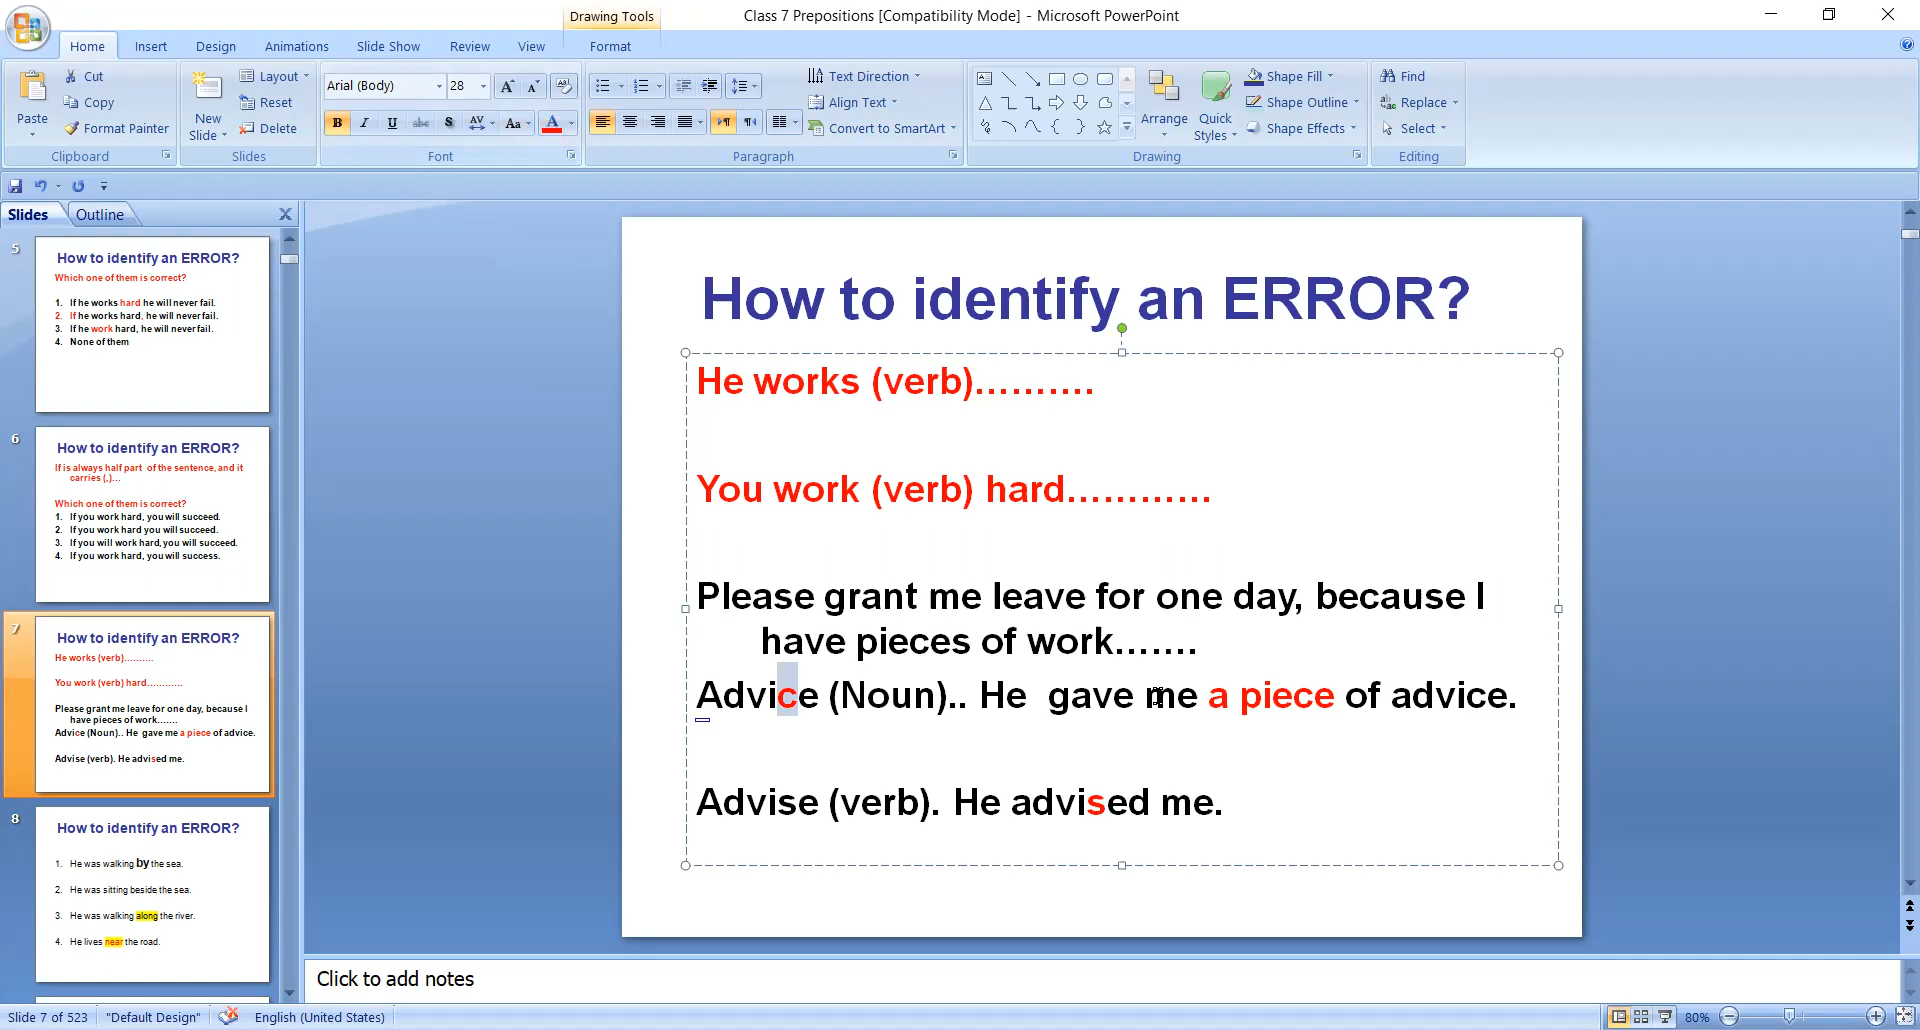 Drawing Tools
Class 7 Prepositions [Compatibility Mode] - Microsoft PowerPoint
Home Insert Design Animations Slide Show Review View Format
Paste
Cut
Copy
Format Painter
Clipboard
New Slide
Layout
Reset
Delete
Slides
Arial (Body) 28
B I U abc S AV Aa A
Font
Text Direction
Align Text
Convert to SmartArt
Paragraph
Arrange
Quick Styles
Shape Fill
Shape Outline
Shape Effects
Drawing
Find
Replace
Select
Editing
Slides Outline
5
How to identify an ERROR?
Which one of them is correct?
1. If he works hard he will never fail.
2. If he works hard, he will never fail.
3. If he work hard, he will never fail.
4. None of them
6
How to identify an ERROR?
If is always half part of the sentence, and it
carries (,)...
Which one of them is correct?
1. If you work hard, you will succeed.
2. If you work hard you will succeed.
3. If you will work hard, you will succeed.
4. If you work hard, you will success.
7
How to identify an ERROR?
He works (verb)..........
You work (verb) hard............
Please grant me leave for one day, because I
have pieces of work.......
Advice (Noun).. He gave me a piece of advice.
Advise (verb). He advised me.
8
How to identify an ERROR?
1. He was walking by the sea.
2. He was sitting beside the sea.
3. He was walking along the river.
4. He lives near the road.
How to identify an ERROR?
He works (verb)..........
You work (verb) hard............
Please grant me leave for one day, because I
have pieces of work.......
Advice (Noun).. He  gave me a piece of advice.
Advise (verb). He advised me.
Click to add notes
Slide 7 of 523 "Default Design" English (United States) 80%